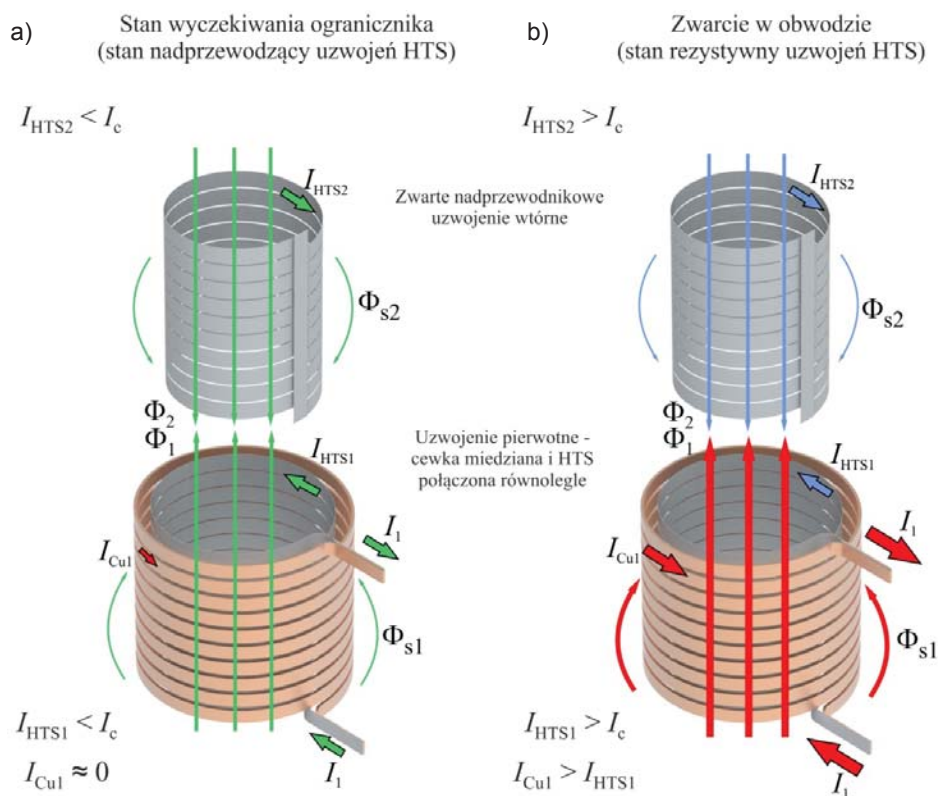 a)
Stan wyczekiwania ogranicznika
(stan nadprzewodzący uzwojeń HTS)
b)
Zwarcie w obwodzie
(stan rezystywny uzwojeń HTS)
I_HTS2 < I_c
I_HTS2 > I_c
I_HTS2
Zwarte nadprzewodnikowe
uzwojenie wtórne
I_HTS2
Φ_s2
Φ_s2
Φ_2
Φ_1
Uzwojenie pierwotne -
cewka miedziana i HTS
połączona równolegle
Φ_2
Φ_1
I_HTS1
I_HTS1
I_1
I_1
I_Cu1
I_Cu1
Φ_s1
Φ_s1
I_HTS1 < I_c
I_Cu1 ≈ 0
I_1
I_HTS1 > I_c
I_Cu1 > I_HTS1
I_1